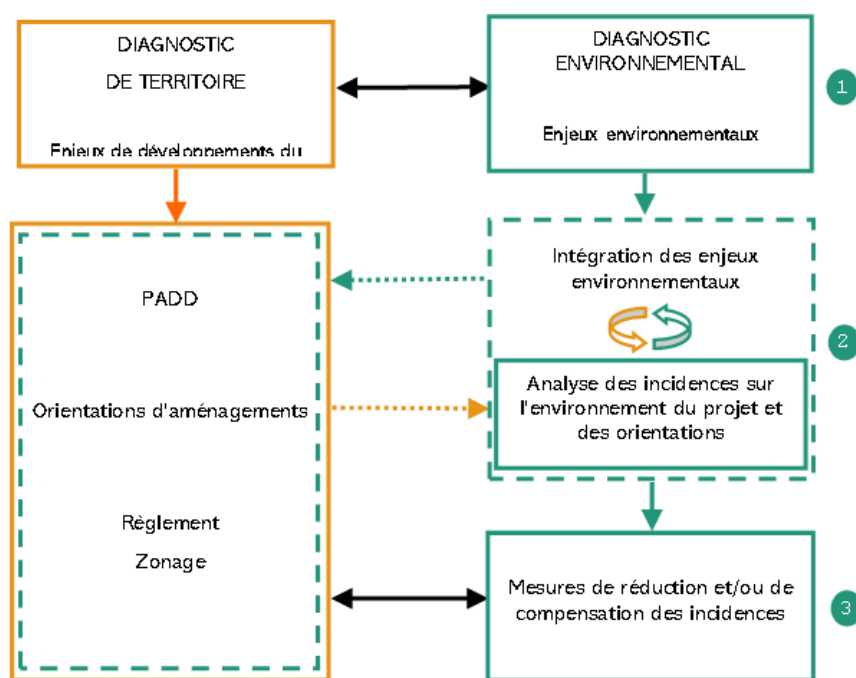 DIAGNOSTIC
DE TERRITOIRE
Enjeux de développements du
DIAGNOSTIC
ENVIRONNEMENTAL
Enjeux environnementaux
1
PADD
Orientations d'aménagements
Règlement
Zonage
Intégration des enjeux
environnementaux
Analyse des incidences sur
l'environnement du projet et
des orientations
2
Mesures de réduction et/ou de
compensation des incidences
3